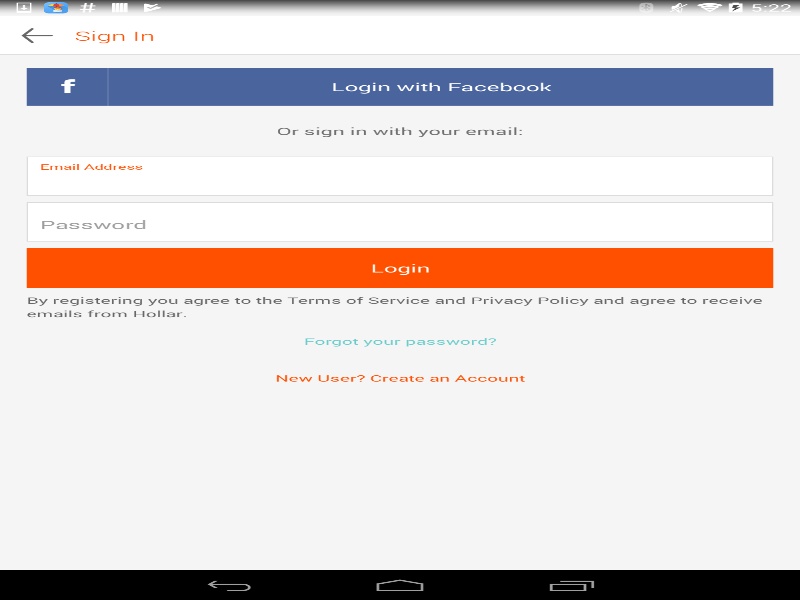 5:22
Sign In
f
Login with Facebook
Or sign in with your email:
Email Address
Password
Login
By registering you agree to the Terms of Service and Privacy Policy and agree to receive
emails from Hollar.
Forgot your password?
New User? Create an Account